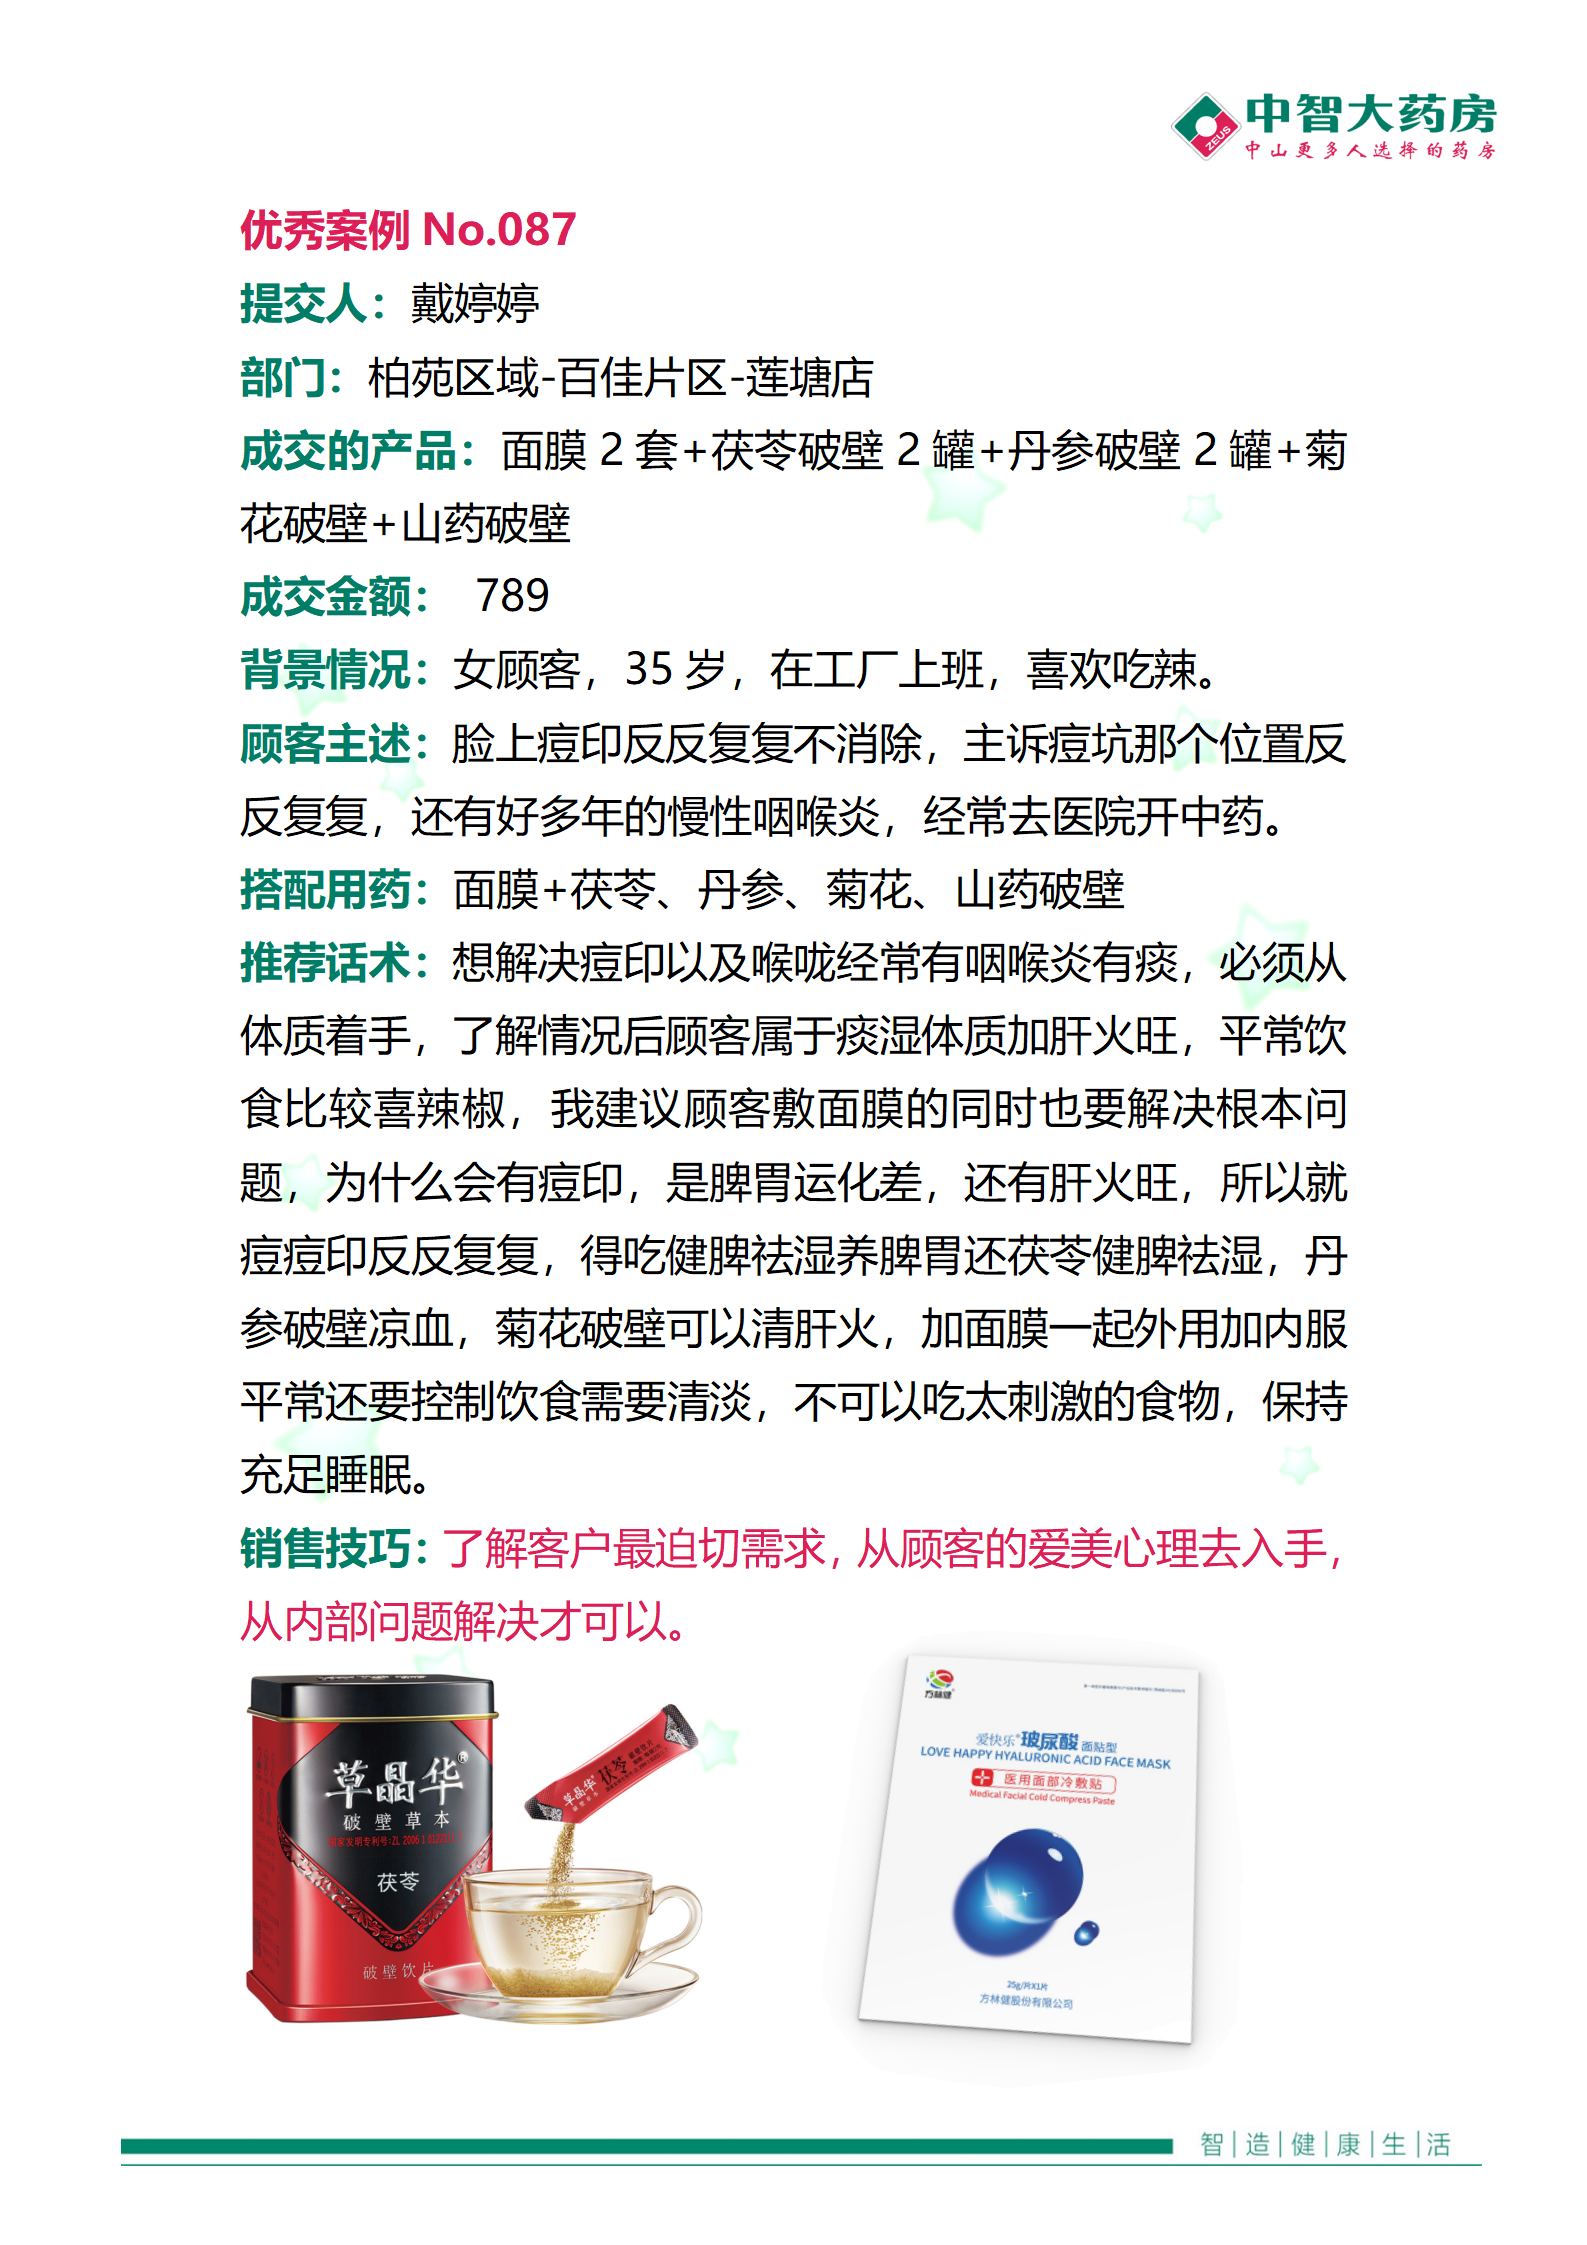 中智大药房
ZEUS
中山更多人选择的药房
优秀案例 No.087
提交人：戴婷婷
部门：柏苑区域-百佳片区-莲塘店
成交的产品：面膜 2 套+茯苓破壁 2 罐+丹参破壁 2 罐+菊
花破壁+山药破壁
成交金额： 789
背景情况：女顾客，35 岁，在工厂上班，喜欢吃辣。
顾客主述：脸上痘印反反复复不消除，主诉痘坑那个位置反
反复复，还有好多年的慢性咽喉炎，经常去医院开中药。
搭配用药：面膜+茯苓、丹参、菊花、山药破壁
推荐话术：想解决痘印以及喉咙经常有咽喉炎有痰，必须从
体质着手，了解情况后顾客属于痰湿体质加肝火旺，平常饮
食比较喜辣椒，我建议顾客敷面膜的同时也要解决根本问
题，为什么会有痘印，是脾胃运化差，还有肝火旺，所以就
痘痘印反反复复，得吃健脾祛湿养脾胃还茯苓健脾祛湿，丹
参破壁凉血，菊花破壁可以清肝火，加面膜一起外用加内服
平常还要控制饮食需要清淡，不可以吃太刺激的食物，保持
充足睡眠。
销售技巧：了解客户最迫切需求，从顾客的爱美心理去入手，
从内部问题解决才可以。
草晶华®
破壁草本
国家发明专利号:ZL 2006 1
茯苓
破壁饮片
草晶华®
茯苓
破壁饮片
方林健
爱快乐®玻尿酸 面贴型
LOVE HAPPY HYALURONIC ACID FACE MASK
医用面部冷敷贴
Medical Facial Cold Compress Paste
25g/片X1片
方林健股份有限公司
智|造|健|康|生|活